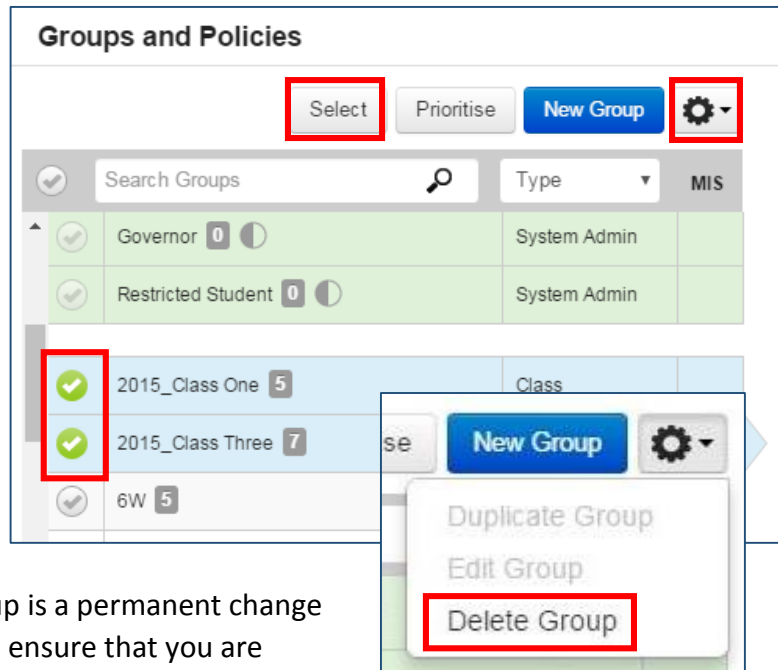 Groups and Policies
Select Prioritise New Group
Search Groups Type MIS
Governor 0 System Admin
Restricted Student 0 System Admin
2015_Class One 5 Class
2015_Class Three 7
6W 5
se New Group
Duplicate Group
Edit Group
Delete Group
up is a permanent change
ensure that you are